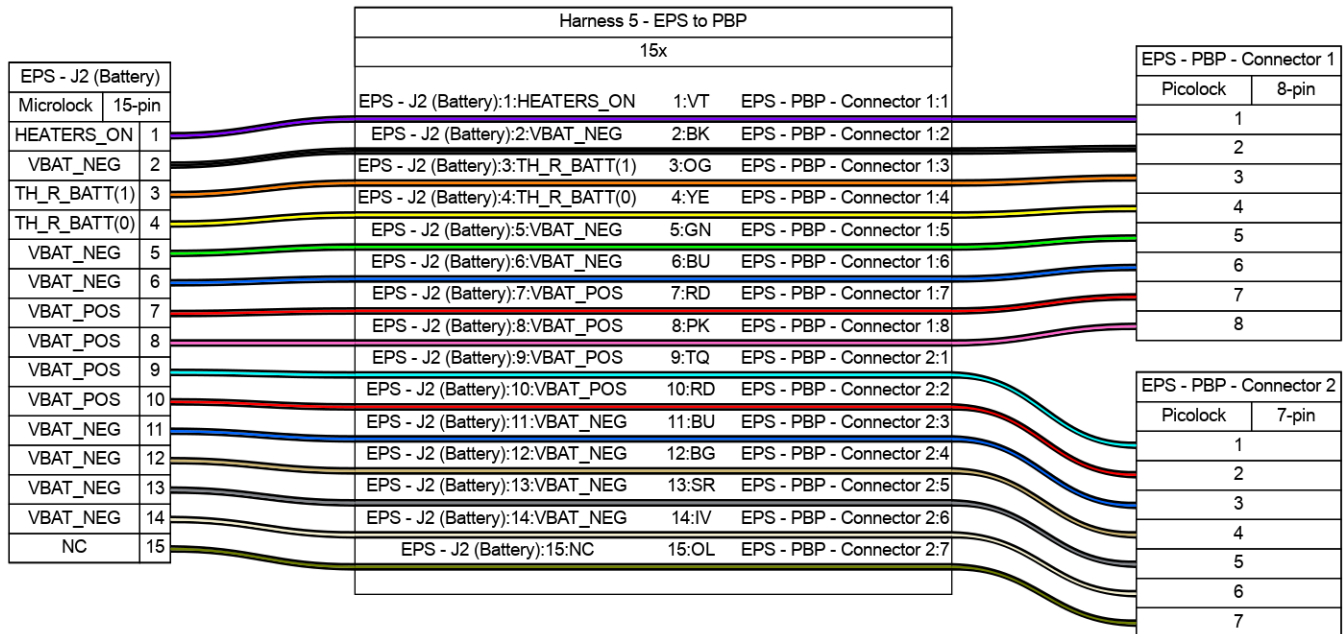 Harness 5 - EPS to PBP
15x
EPS - J2 (Battery)
Microlock 15-pin
HEATERS_ON 1
VBAT_NEG 2
TH_R_BATT(1) 3
TH_R_BATT(0) 4
VBAT_NEG 5
VBAT_NEG 6
VBAT_POS 7
VBAT_POS 8
VBAT_POS 9
VBAT_POS 10
VBAT_NEG 11
VBAT_NEG 12
VBAT_NEG 13
VBAT_NEG 14
NC 15
EPS - J2 (Battery):1:HEATERS_ON 1:VT EPS - PBP - Connector 1:1
EPS - J2 (Battery):2:VBAT_NEG 2:BK EPS - PBP - Connector 1:2
EPS - J2 (Battery):3:TH_R_BATT(1) 3:OG EPS - PBP - Connector 1:3
EPS - J2 (Battery):4:TH_R_BATT(0) 4:YE EPS - PBP - Connector 1:4
EPS - J2 (Battery):5:VBAT_NEG 5:GN EPS - PBP - Connector 1:5
EPS - J2 (Battery):6:VBAT_NEG 6:BU EPS - PBP - Connector 1:6
EPS - J2 (Battery):7:VBAT_POS 7:RD EPS - PBP - Connector 1:7
EPS - J2 (Battery):8:VBAT_POS 8:PK EPS - PBP - Connector 1:8
EPS - J2 (Battery):9:VBAT_POS 9:TQ EPS - PBP - Connector 2:1
EPS - J2 (Battery):10:VBAT_POS 10:RD EPS - PBP - Connector 2:2
EPS - J2 (Battery):11:VBAT_NEG 11:BU EPS - PBP - Connector 2:3
EPS - J2 (Battery):12:VBAT_NEG 12:BG EPS - PBP - Connector 2:4
EPS - J2 (Battery):13:VBAT_NEG 13:SR EPS - PBP - Connector 2:5
EPS - J2 (Battery):14:VBAT_NEG 14:IV EPS - PBP - Connector 2:6
EPS - J2 (Battery):15:NC 15:OL EPS - PBP - Connector 2:7
EPS - PBP - Connector 1
Picolock 8-pin
1
2
3
4
5
6
7
8
EPS - PBP - Connector 2
Picolock 7-pin
1
2
3
4
5
6
7